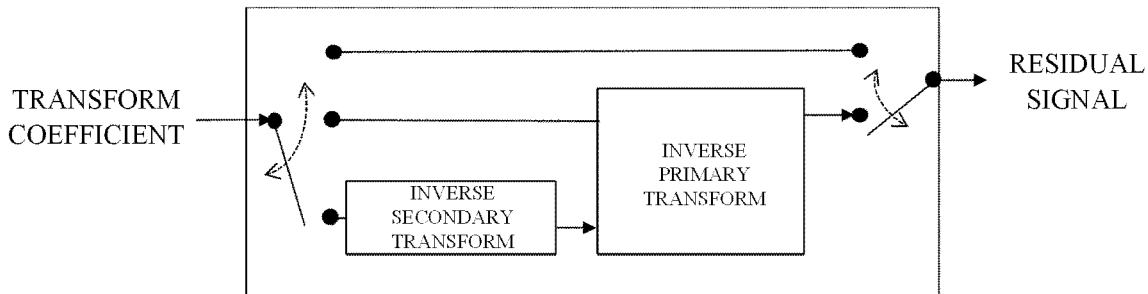 TRANSFORM
COEFFICIENT
INVERSE
SECONDARY
TRANSFORM
INVERSE
PRIMARY
TRANSFORM
RESIDUAL
SIGNAL